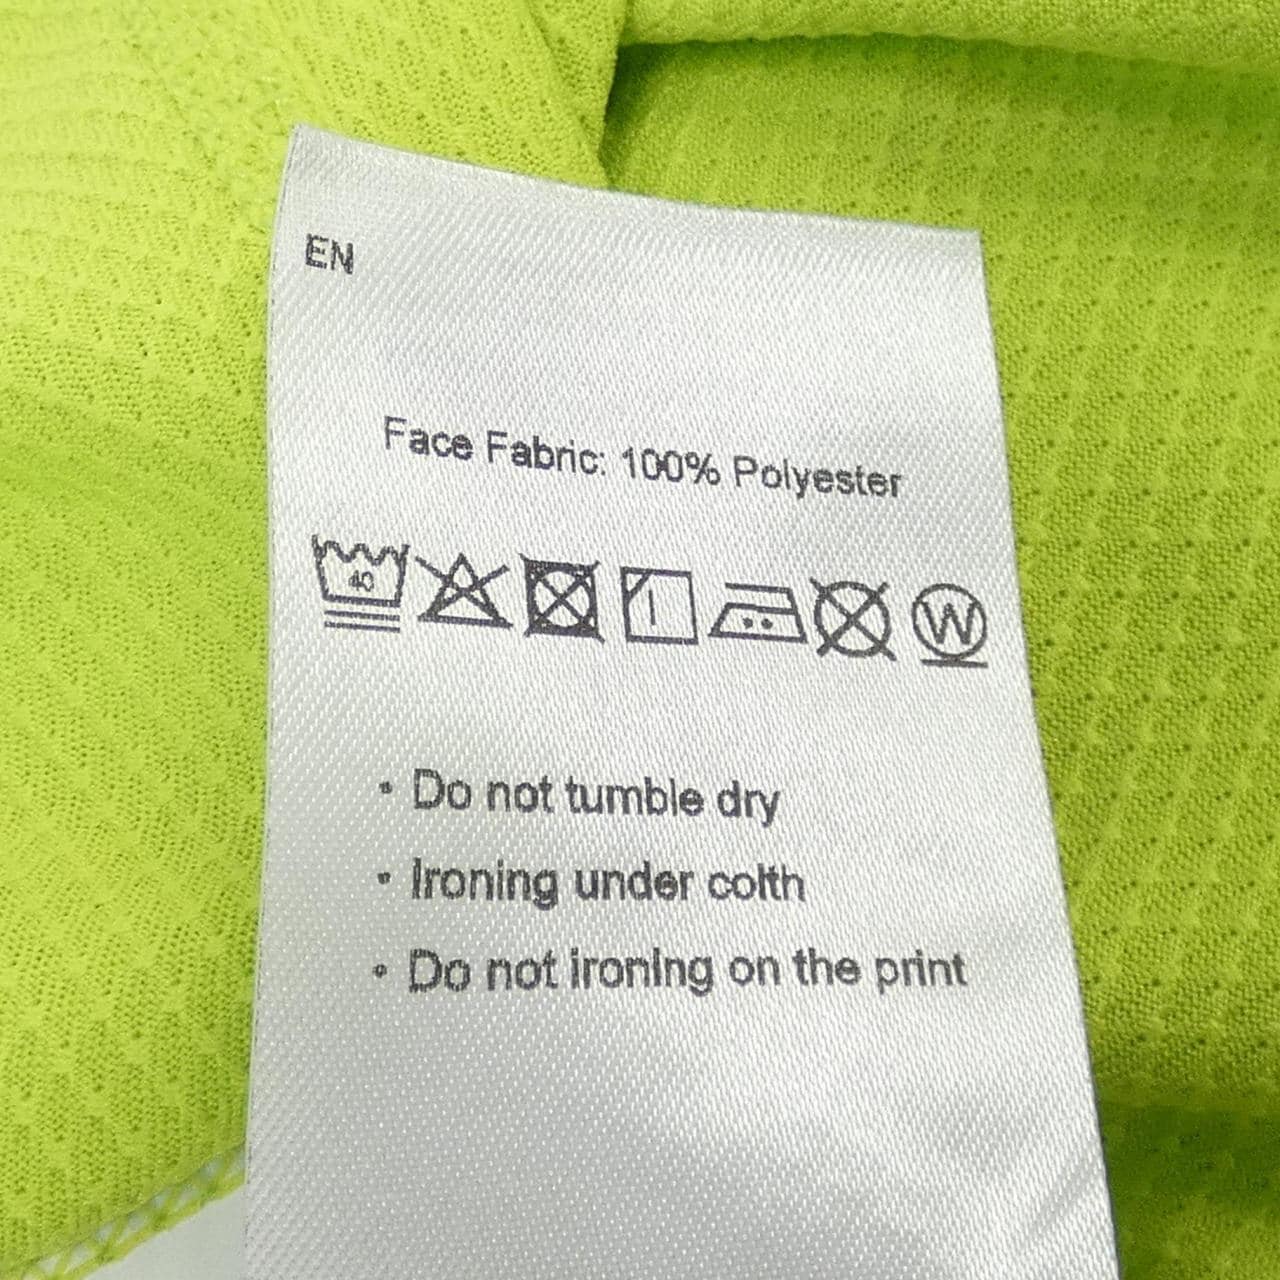 EN
Face Fabric: 100% Polyester
40
W
• Do not tumble dry
• Ironing under colth
• Do not ironing on the print